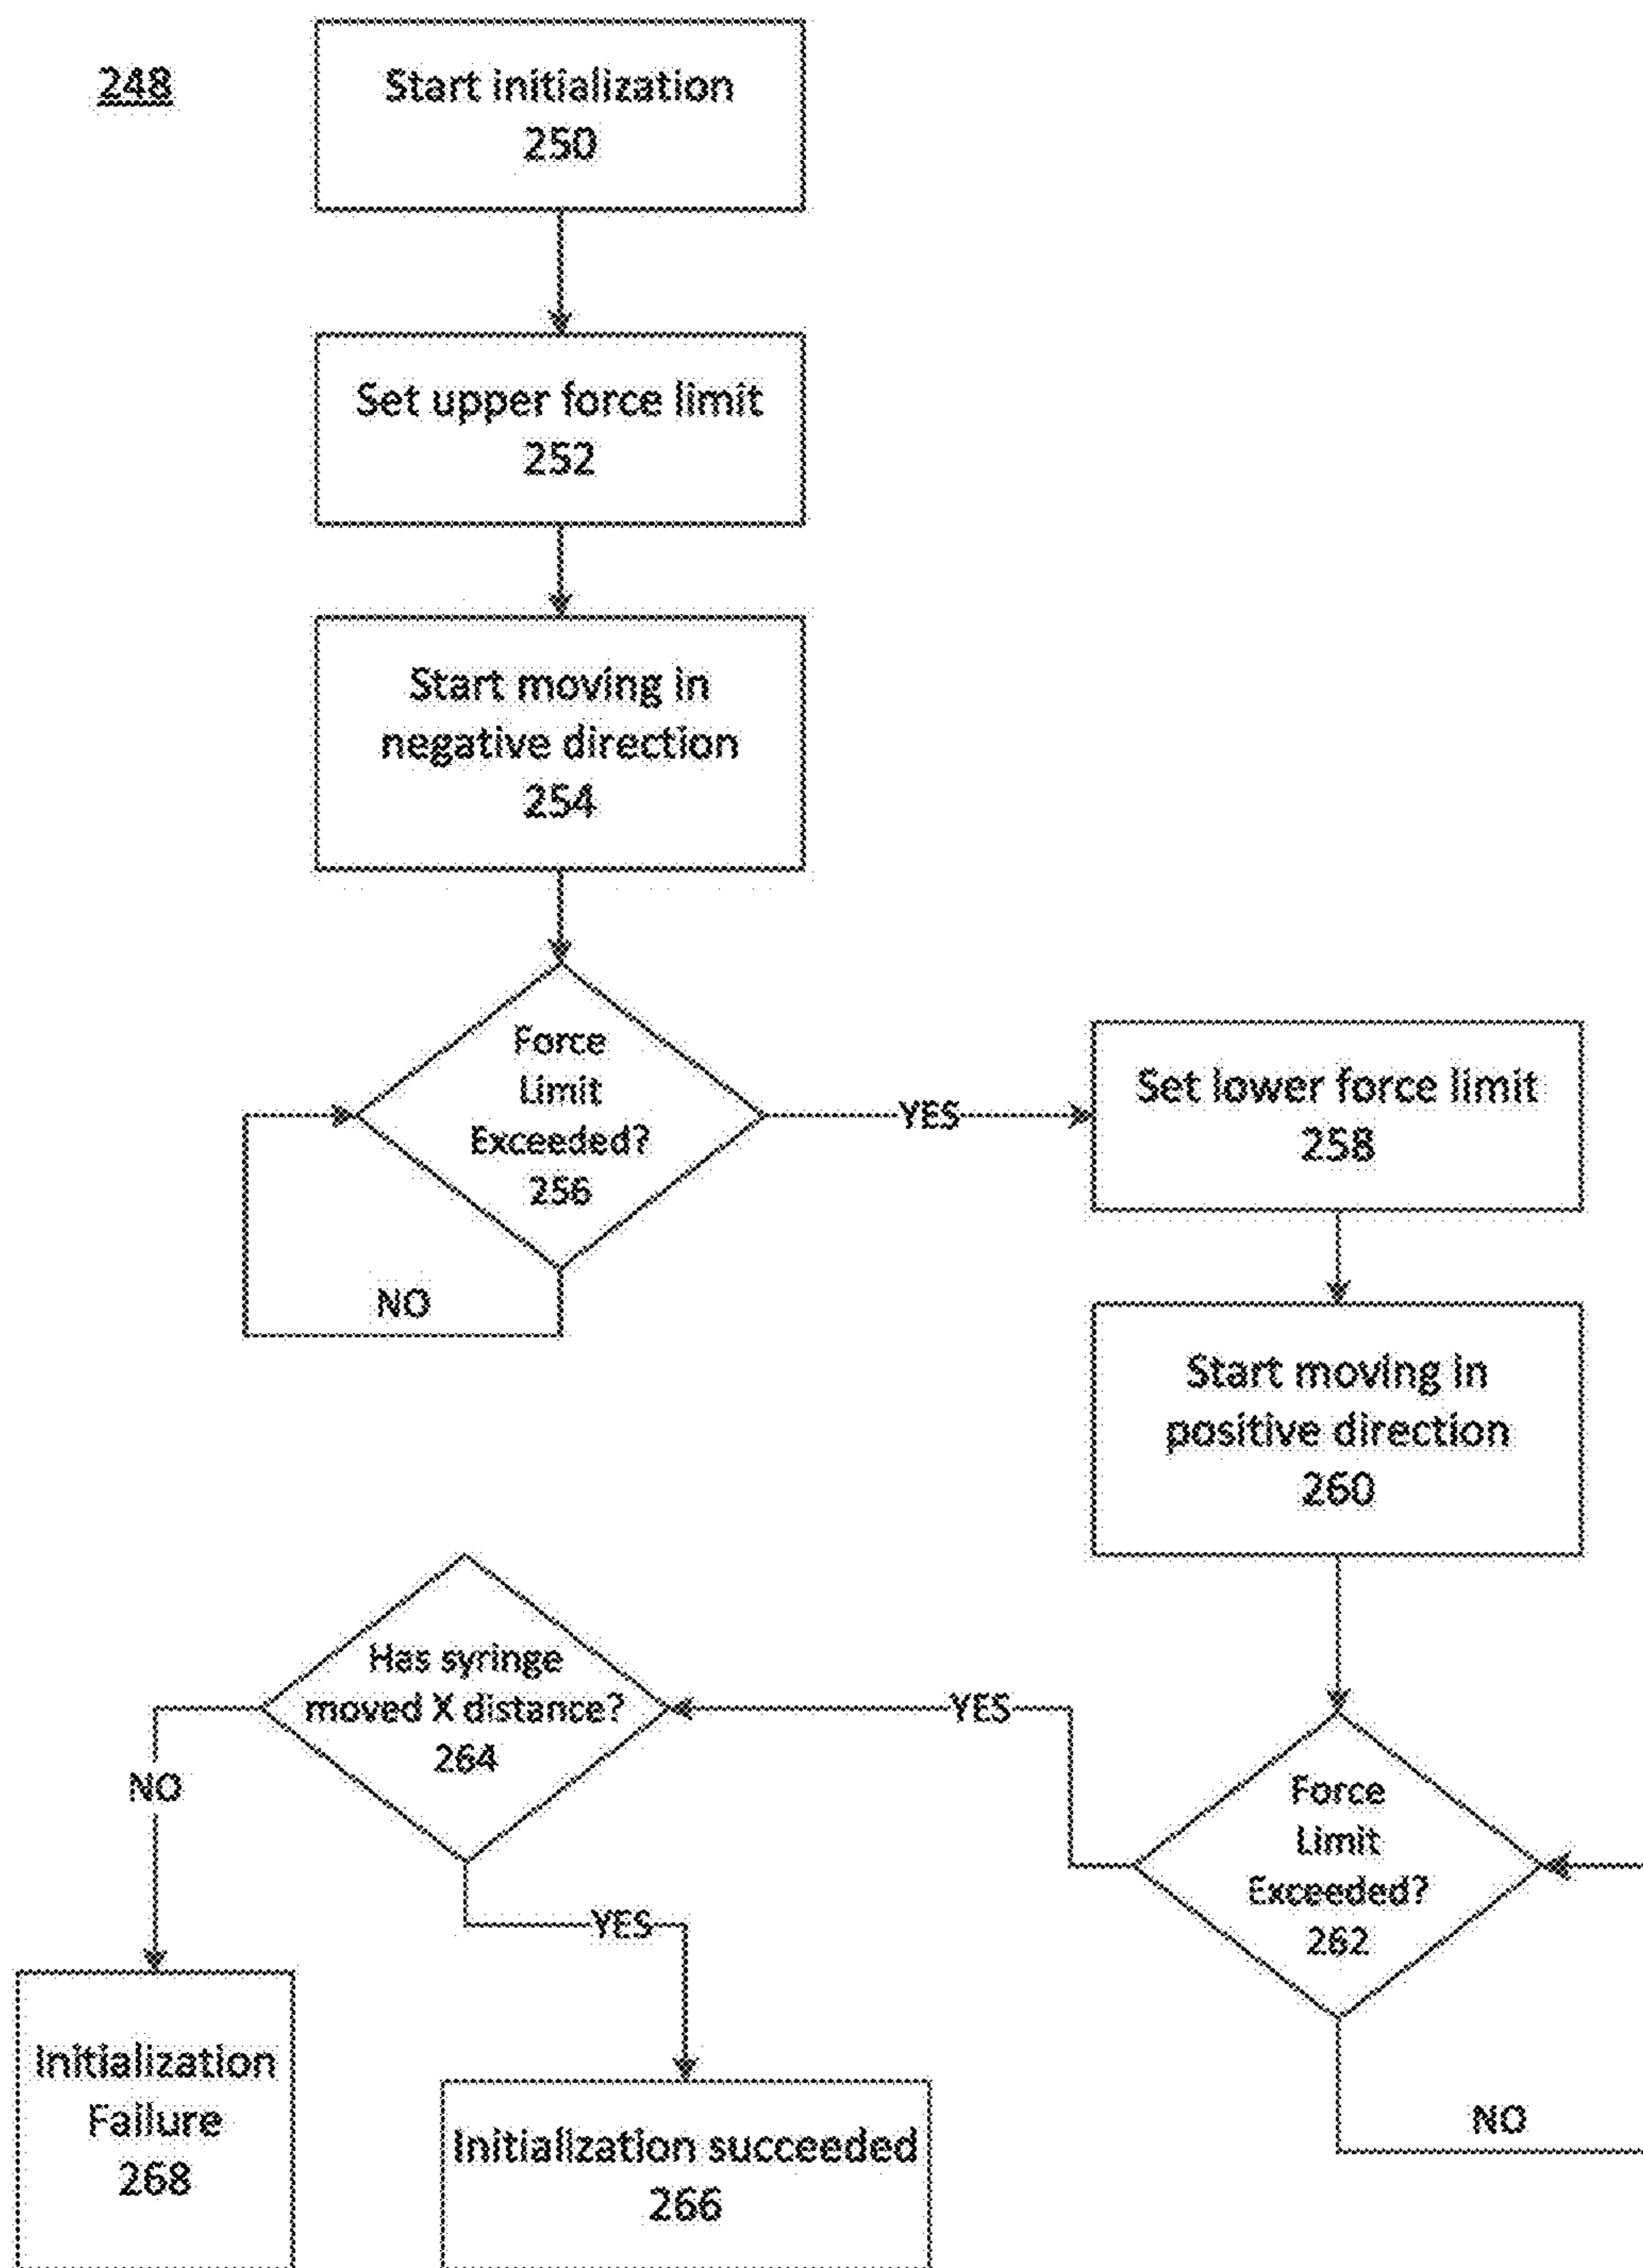 248
Start initialization
250
Set upper force limit
252
Start moving in
negative direction
254
Force
Limit
Exceeded?
256
NO
YES
Set lower force limit
258
Start moving in
positive direction
260
Force
Limit
Exceeded?
262
NO
YES
Has syringe
moved X distance?
264
NO
YES
Initialization
Failure
268
Initialization succeeded
266